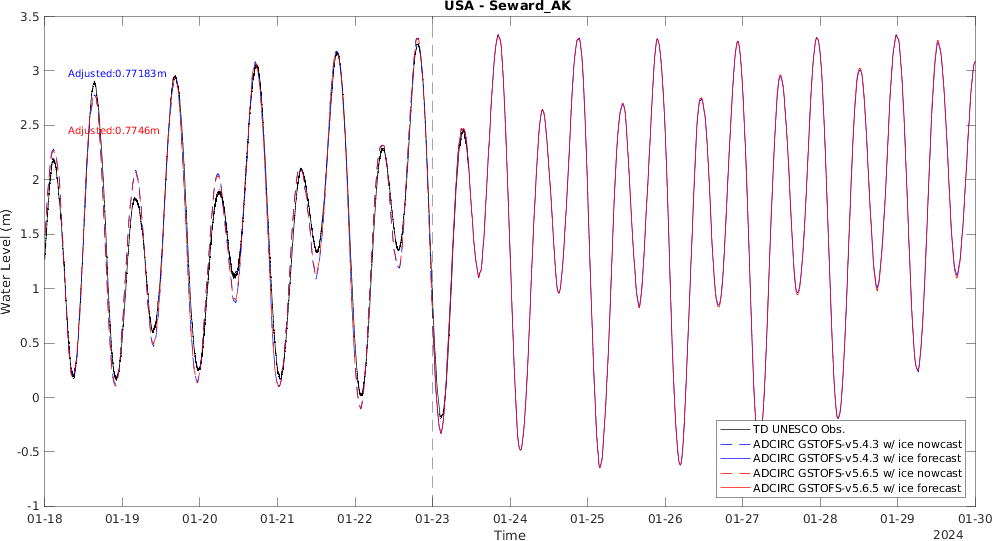 USA - Seward_AK
Water Level (m)
3.5
3
2.5
2
1.5
1
0.5
0
-0.5
-1
Adjusted:0.77183m
Adjusted:0.7746m
TD UNESCO Obs.
ADCIRC GSTOFS-v5.4.3 w/ ice nowcast
ADCIRC GSTOFS-v5.4.3 w/ ice forecast
ADCIRC GSTOFS-v5.6.5 w/ ice nowcast
ADCIRC GSTOFS-v5.6.5 w/ ice forecast
01-18 01-19 01-20 01-21 01-22 01-23 01-24 01-25 01-26 01-27 01-28 01-29 01-30
Time
2024